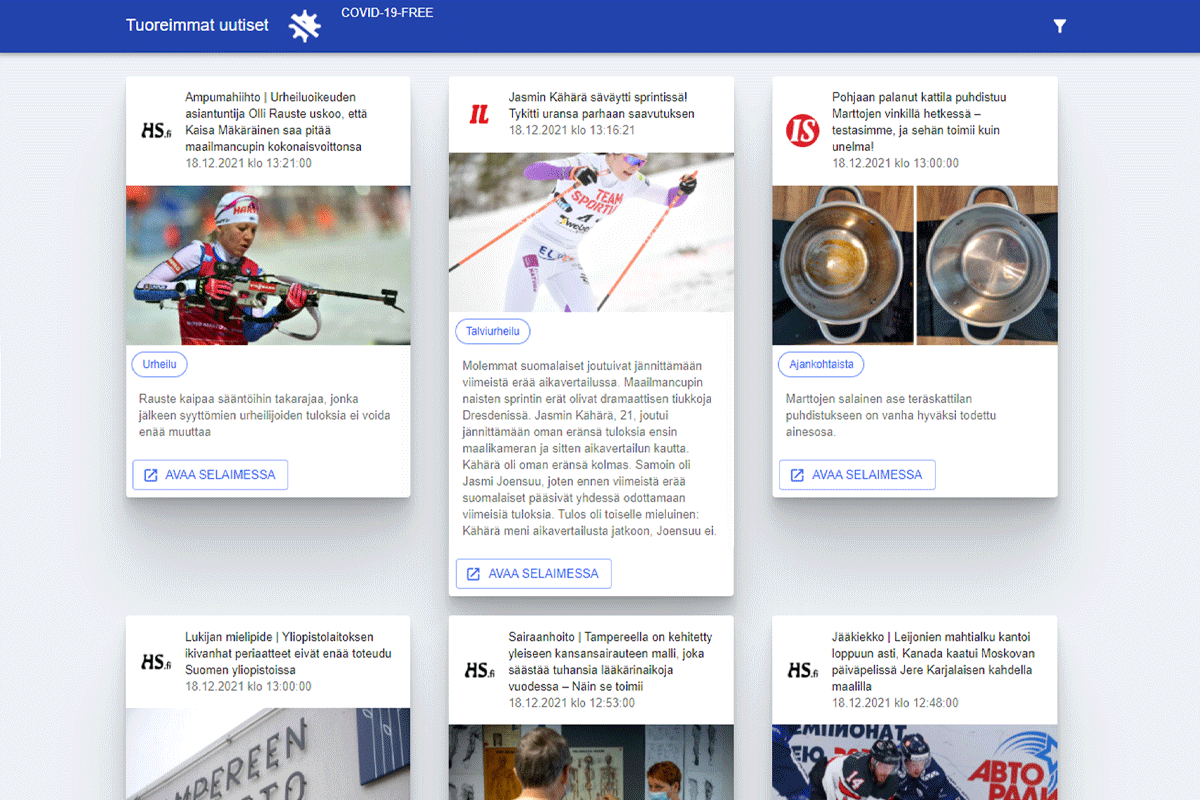 Tuoreimmat uutiset
COVID-19-FREE
HS.fi
Ampumahiihto | Urheiluoikeuden
asiantuntija Olli Rauste uskoo, että
Kaisa Mäkäräinen saa pitää
maailmancupin kokonaisvoittonsa
18.12.2021 klo 13:21:00
Urheilu
Rauste kaipaa sääntöihin takarajaa, jonka
jälkeen syyttömien urheilijoiden tuloksia ei voida
enää muuttaa
AVAA SELAIMESSA
IL
Jasmin Kähärä säväytti sprintissä!
Tykitti uransa parhaan saavutuksen
18.12.2021 klo 13:16:21
TEAM
SPORTI
Talviurheilu
Molemmat suomalaiset joutuivat jännittämään
viimeistä erää aikavertailussa. Maailmancupin
naisten sprintin erät olivat dramaattisen tiukkoja
Dresdenissä. Jasmin Kähärä, 21, joutui
jännittämään oman eränsä tuloksia ensin
maalikameran ja sitten aikavertailun kautta.
Kähärä oli oman eränsä kolmas. Samoin oli
Jasmi Joensuu, joten ennen viimeistä erää
suomalaiset pääsivät yhdessä odottamaan
viimeisiä tuloksia. Tulos oli toiselle mieluinen:
Kähärä meni aikavertailusta jatkoon, Joensuu ei.
AVAA SELAIMESSA
IS
Pohjaan palanut kattila puhdistuu
Marttojen vinkillä hetkessä –
testasimme, ja sehän toimii kuin
unelma!
18.12.2021 klo 13:00:00
Ajankohtaista
Marttojen salainen ase teräskattilan
puhdistukseen on vanha hyväksi todettu
ainesosa.
AVAA SELAIMESSA
HS.fi
Lukijan mielipide | Yliopistolaitoksen
ikivanhat periaatteet eivät enää toteudu
Suomen yliopistoissa
18.12.2021 klo 13:00:00
MPEREEN
HS.fi
Sairaanhoito | Tampereella on kehitetty
yleiseen kansansairauteen malli, joka
säästää tuhansia lääkärinaikoja
vuodessa – Näin se toimii
18.12.2021 klo 12:53:00
HS.fi
Jääkiekko | Leijonien mahtialku kantoi
loppuun asti, Kanada kaatui Moskovan
päiväpelissä Jere Karjalaisen kahdella
maalilla
18.12.2021 klo 12:48:00
14
АВТО